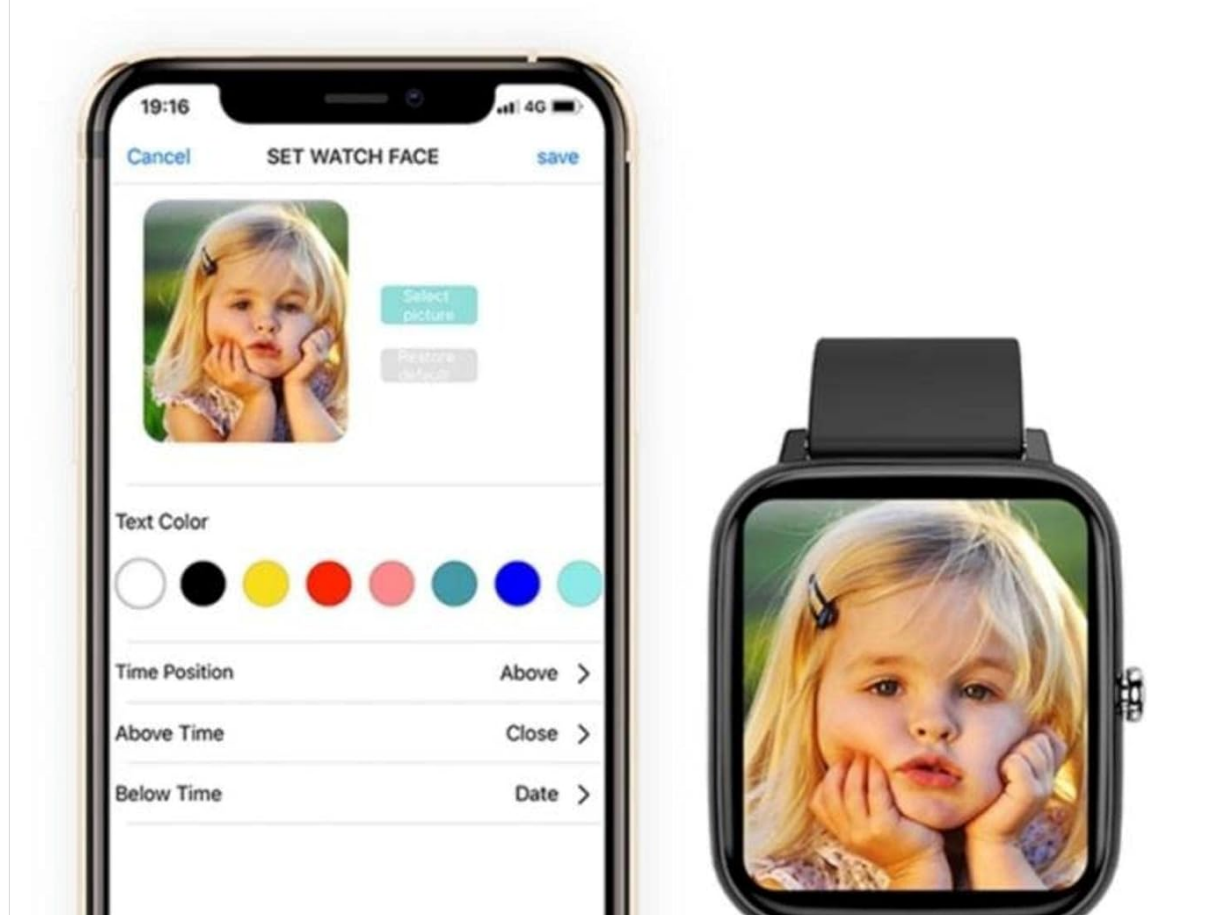 19:16
4G
Cancel SET WATCH FACE save
Select
picture
Restore
default
Text Color
Time Position Above
Above Time Close
Below Time Date